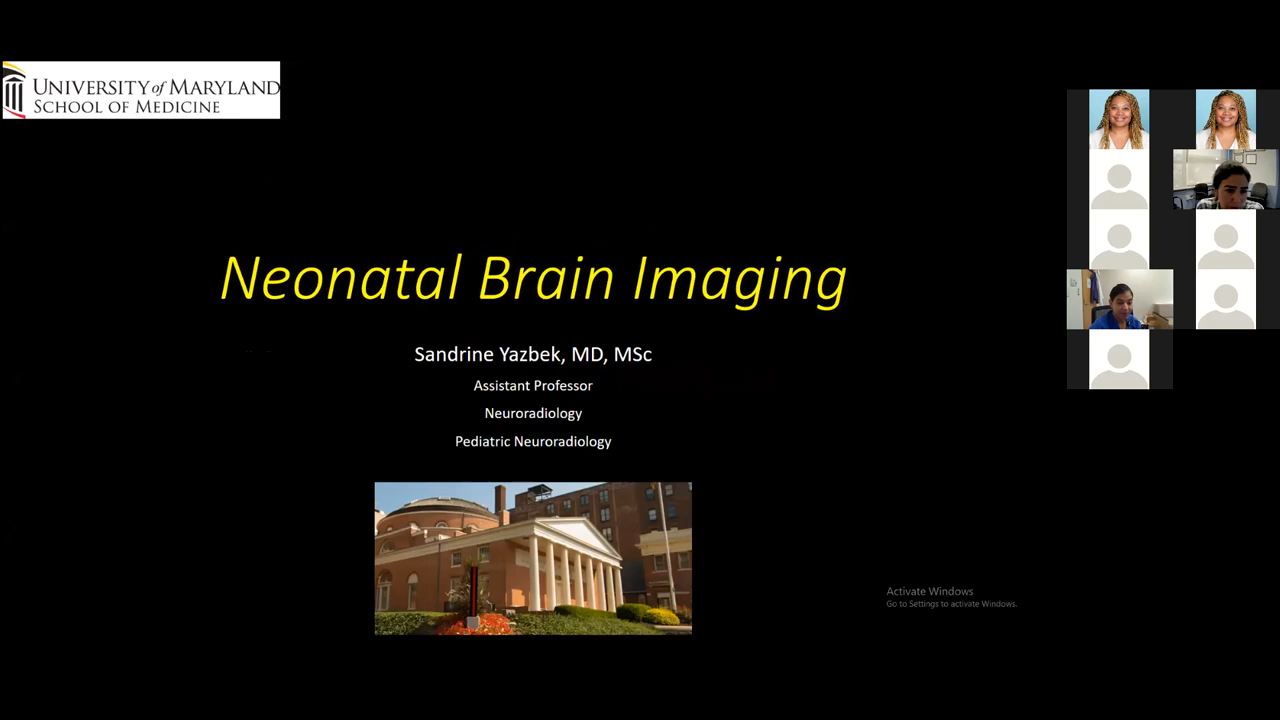 UNIVERSITY of MARYLAND
SCHOOL OF MEDICINE
Neonatal Brain Imaging
Sandrine Yazbek, MD, MSc
Assistant Professor
Neuroradiology
Pediatric Neuroradiology
Activate Windows
Go to Settings to activate Windows.